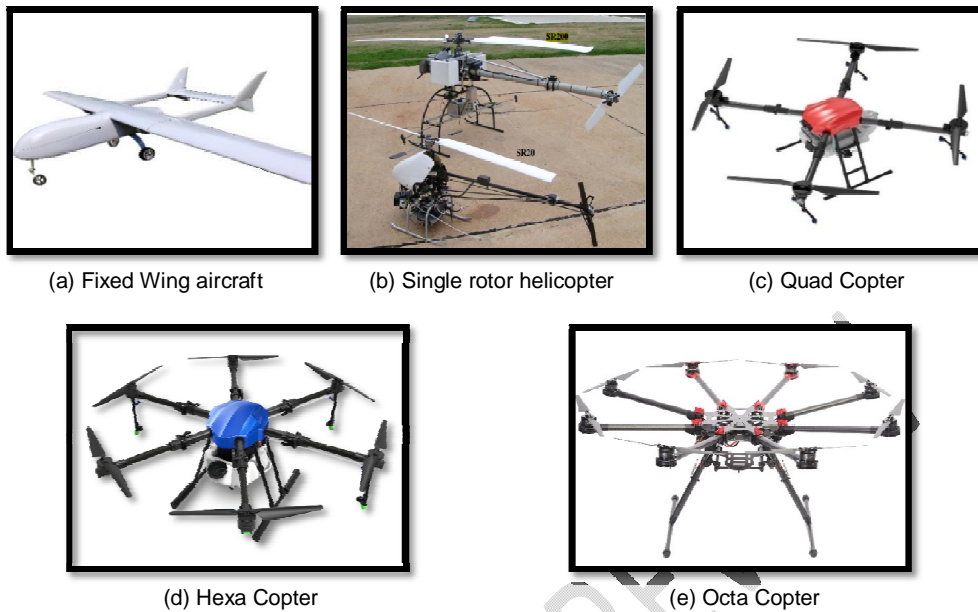 SR200
SR20
(a) Fixed Wing aircraft
(b) Single rotor helicopter
(c) Quad Copter
(d) Hexa Copter
(e) Octa Copter